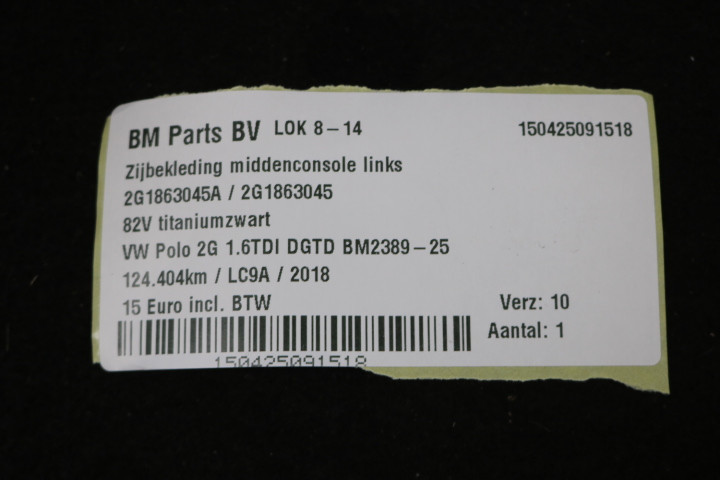 BM Parts BV LOK 8-14 150425091518
Zijbekleding middenconsole links
2G1863045A / 2G1863045
82V titaniumzwart
VW Polo 2G 1.6TDI DGTD BM2389-25
124.404km / LC9A / 2018
15 Euro incl. BTW Verz: 10
Aantal: 1
150425091518